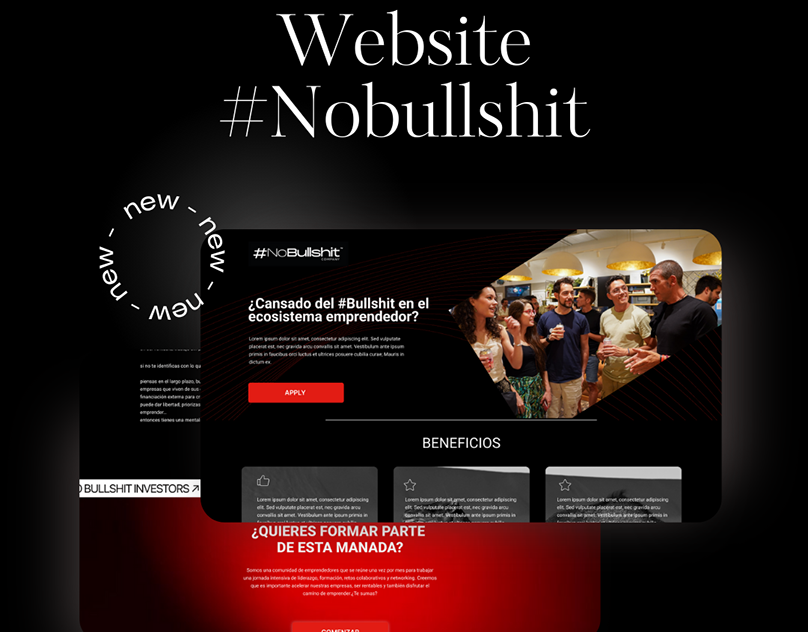 Website
#Nobullshit
new - new - new - new -
#NoBullshit™
COMPANY
¿Cansado del #Bullshit en el
ecosistema emprendedor?
Lorem ipsum dolor sit amet, consectetur adipiscing elit. Sed vulputate
placerat est, nec gravida arcu convallis sit amet. Vestibulum ante ipsum
primis in faucibus orci luctus et ultrices posuere cubilia curae; Mauris in
dictum ex.
APPLY
si no te identificas con lo qu
piensas en el largo plazo, bu
empresas que viven de sus
financiación externa para cr
puede dar libertad, priorizas
emprender...
entonces tienes una mental
BENEFICIOS
Lorem ipsum dolor sit amet, consectetur adipiscing
elit. Sed vulputate placerat est, nec gravida arcu
convallis sit amet. Vestibulum ante ipsum primis in
Lorem ipsum dolor sit amet, consectetur adipiscing
elit. Sed vulputate placerat est, nec gravida arcu
convallis sit amet. Vestibulum ante ipsum primis in
Lorem ipsum dolor sit amet, consectetur adipiscing
elit. Sed vulputate placerat est, nec gravida arcu
convallis sit amet. Vestibulum ante ipsum primis in
BULLSHIT INVESTORS ↗
¿QUIERES FORMAR PARTE
DE ESTA MANADA?
Somos una comunidad de emprendedores que se reúne una vez por mes para trabajar
una jornada intensiva de liderazgo, formación, retos colaborativos y networking. Creemos
que es importante acelerar nuestras empresas, ser rentables y también disfrutar el
camino de emprender ¿Te sumas?
COMENZAR